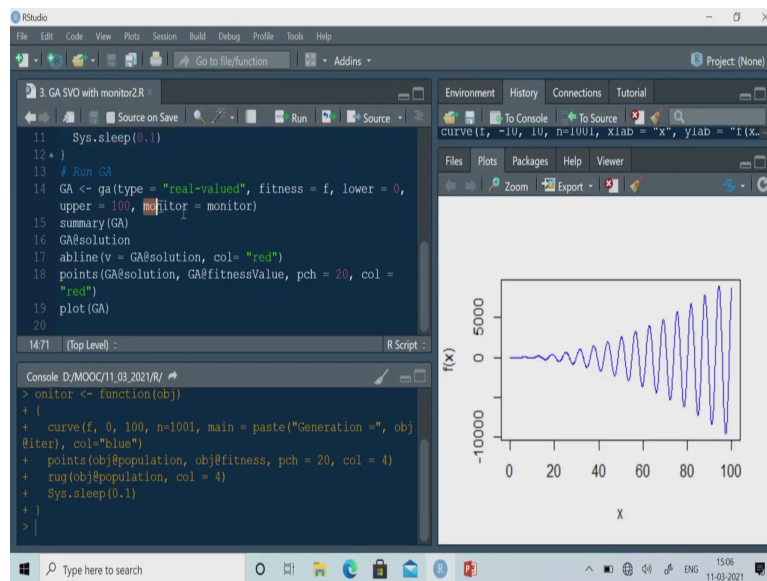 RStudio
File Edit Code View Plots Session Build Debug Profile Tools Help
Go to file/function Addins Project: (None)
3. GA SVO with monitor2.R
Source on Save Run Source
11 Sys.sleep(0.1)
12 }
13 # Run GA
14 GA <- ga(type = "real-valued", fitness = f, lower = 0,
upper = 100, monitor = monitor)
15 summary(GA)
16 GA@solution
17 abline(v = GA@solution, col= "red")
18 points(GA@solution, GA@fitnessValue, pch = 20, col =
"red")
19 plot(GA)
20
14:71 (Top Level) R Script
Console D:/MOOC/11_03_2021/R/
> onitor <- function(obj)
+ {
+ curve(f, 0, 100, n=1001, main = paste("Generation =", obj
@iter), col="blue")
+ points(obj@population, obj@fitness, pch = 20, col = 4)
+ rug(obj@population, col = 4)
+ Sys.sleep(0.1)
+ }
>
Environment History Connections Tutorial
To Console To Source
curve(f, -10, 10, n=1001, xlab = "x", ylab = "f(x…
Files Plots Packages Help Viewer
Zoom Export
f(x)
5000
0
-10000
0 20 40 60 80 100
x
Type here to search
ENG
15:06
11-03-2021